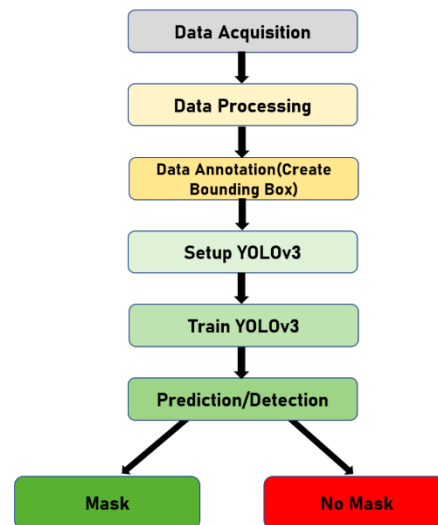 Data Acquisition
Data Processing
Data Annotation(Create
Bounding Box)
Setup YOLOv3
Train YOLOv3
Prediction/Detection
Mask
No Mask